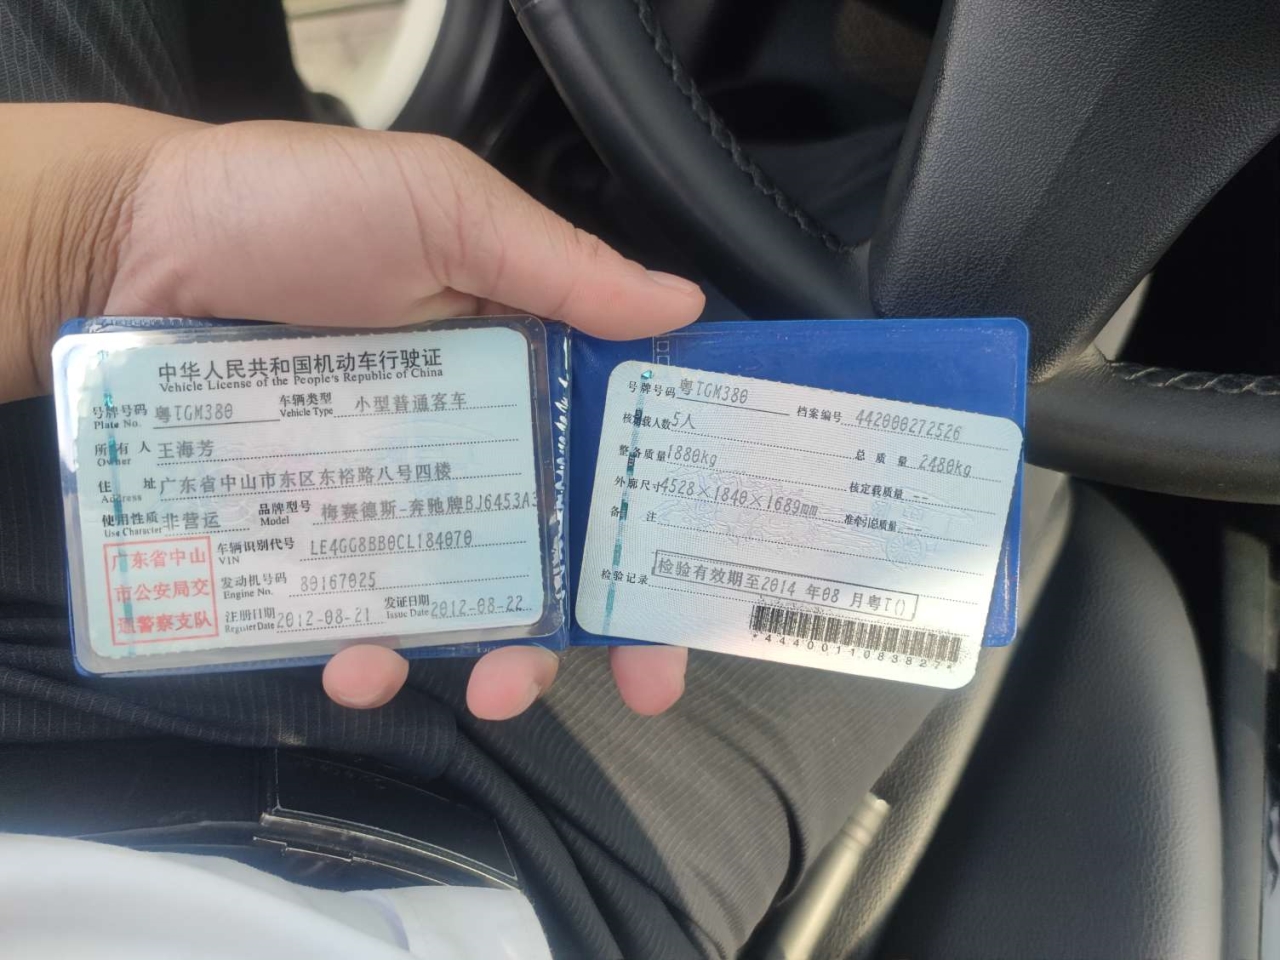 中华人民共和国机动车行驶证
Vehicle License of the People's Republic of China
号牌号码 粤TGM380 车辆类型 小型普通客车
Plate No. Vehicle Type
所有人 王海芳
Owner
住址 广东省中山市东区东裕路八号四楼
Address
使用性质 非营运 品牌型号 梅赛德斯-奔驰牌BJ6453A3
Use Character Model
广东省中山
市公安局交
通警察支队
车辆识别代号 LE4GG8BB0CL184070
VIN
发动机号码 80167025
Engine No.
注册日期 2012-08-21 发证日期 2012-08-22
Register Date Issue Date
号牌号码 粤TGM380 档案编号 442000272526
核定载人数 5人 总质量 2480kg
整备质量 1880kg 核定载质量 --
外廓尺寸 4528×1840×1689mm 准牵引总质量 --
备注
检验记录 检验有效期至2014年08月粤T()
*4440011083827*